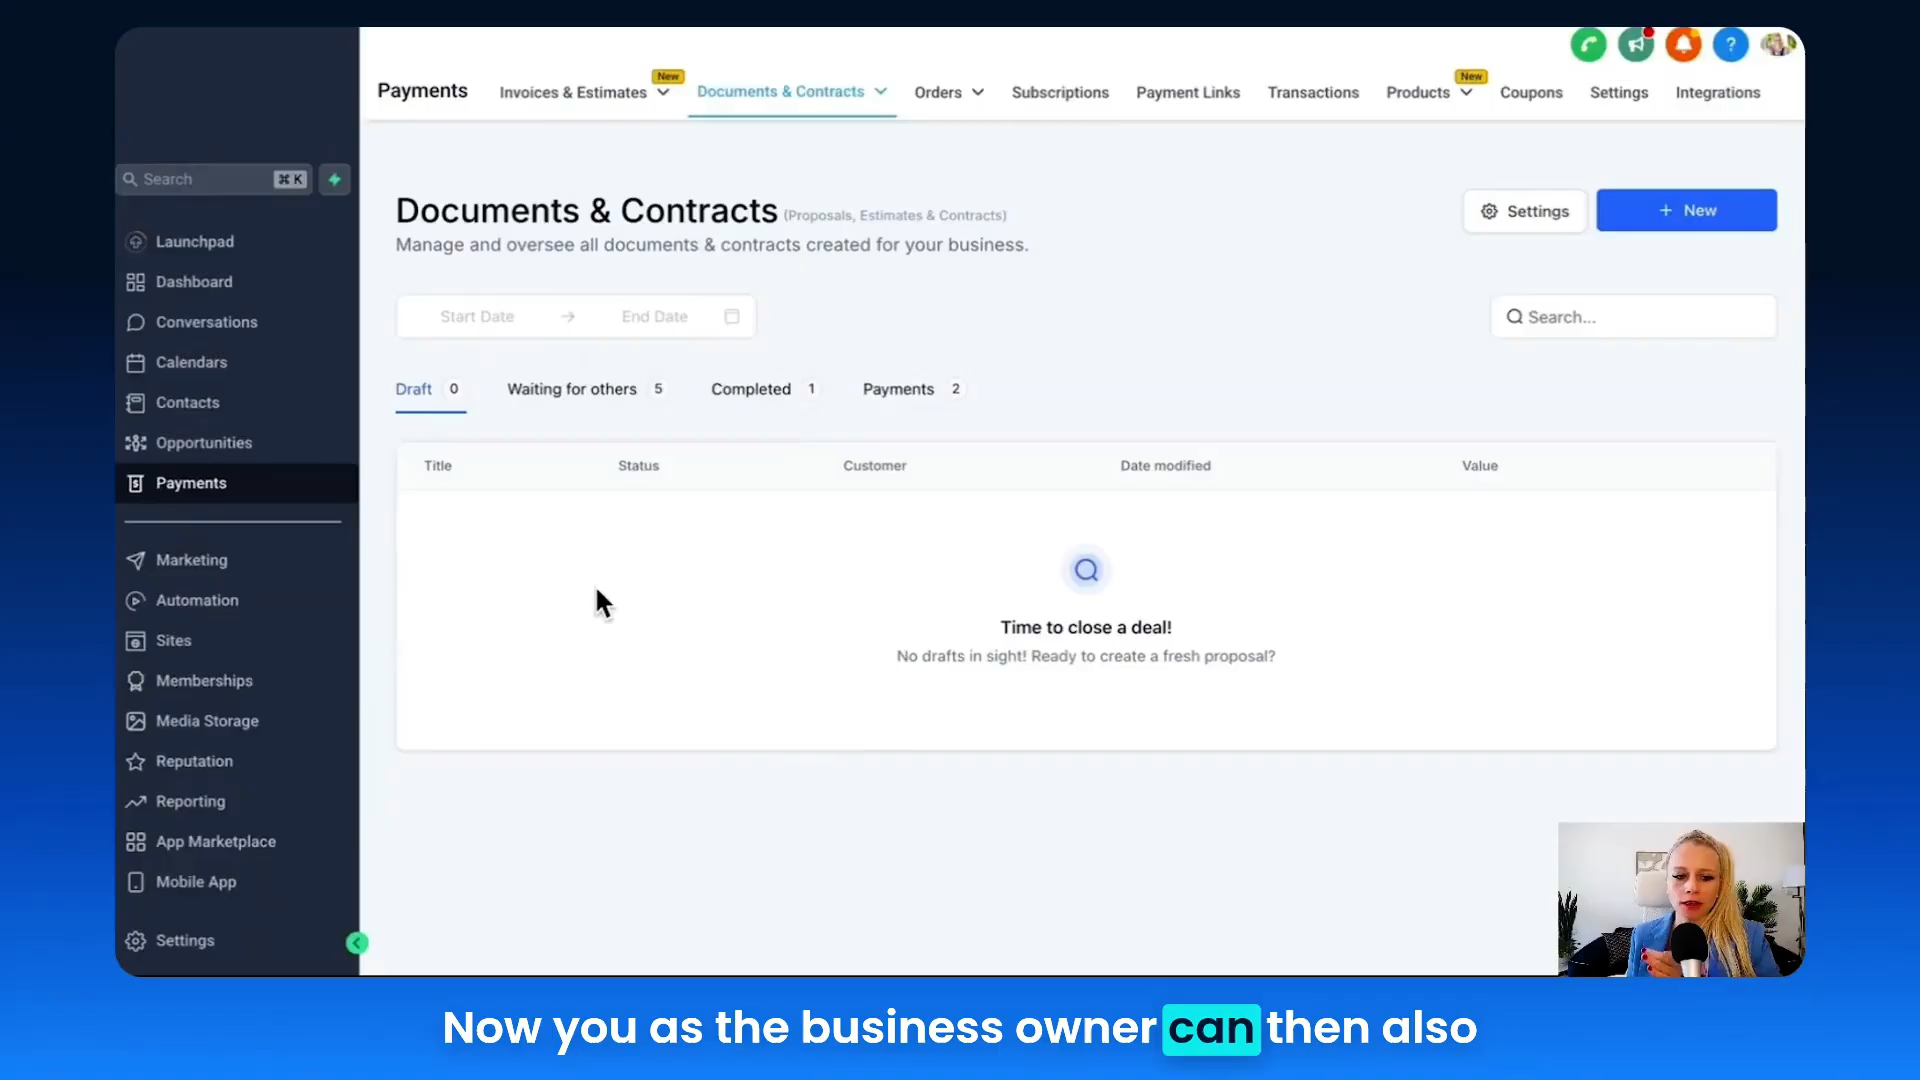 Payments
Invoices & Estimates
New
Documents & Contracts
Orders
Subscriptions
Payment Links
Transactions
Products
New
Coupons
Settings
Integrations
?
Search
⌘ K
Launchpad
Dashboard
Conversations
Calendars
Contacts
Opportunities
Payments
Marketing
Automation
Sites
Memberships
Media Storage
Reputation
Reporting
App Marketplace
Mobile App
Settings
Documents & Contracts (Proposals, Estimates & Contracts)
Manage and oversee all documents & contracts created for your business.
Settings
+ New
Start Date → End Date
Search...
Draft 0
Waiting for others 5
Completed 1
Payments 2
Title
Status
Customer
Date modified
Value
Time to close a deal!
No drafts in sight! Ready to create a fresh proposal?
Now you as the business owner can then also